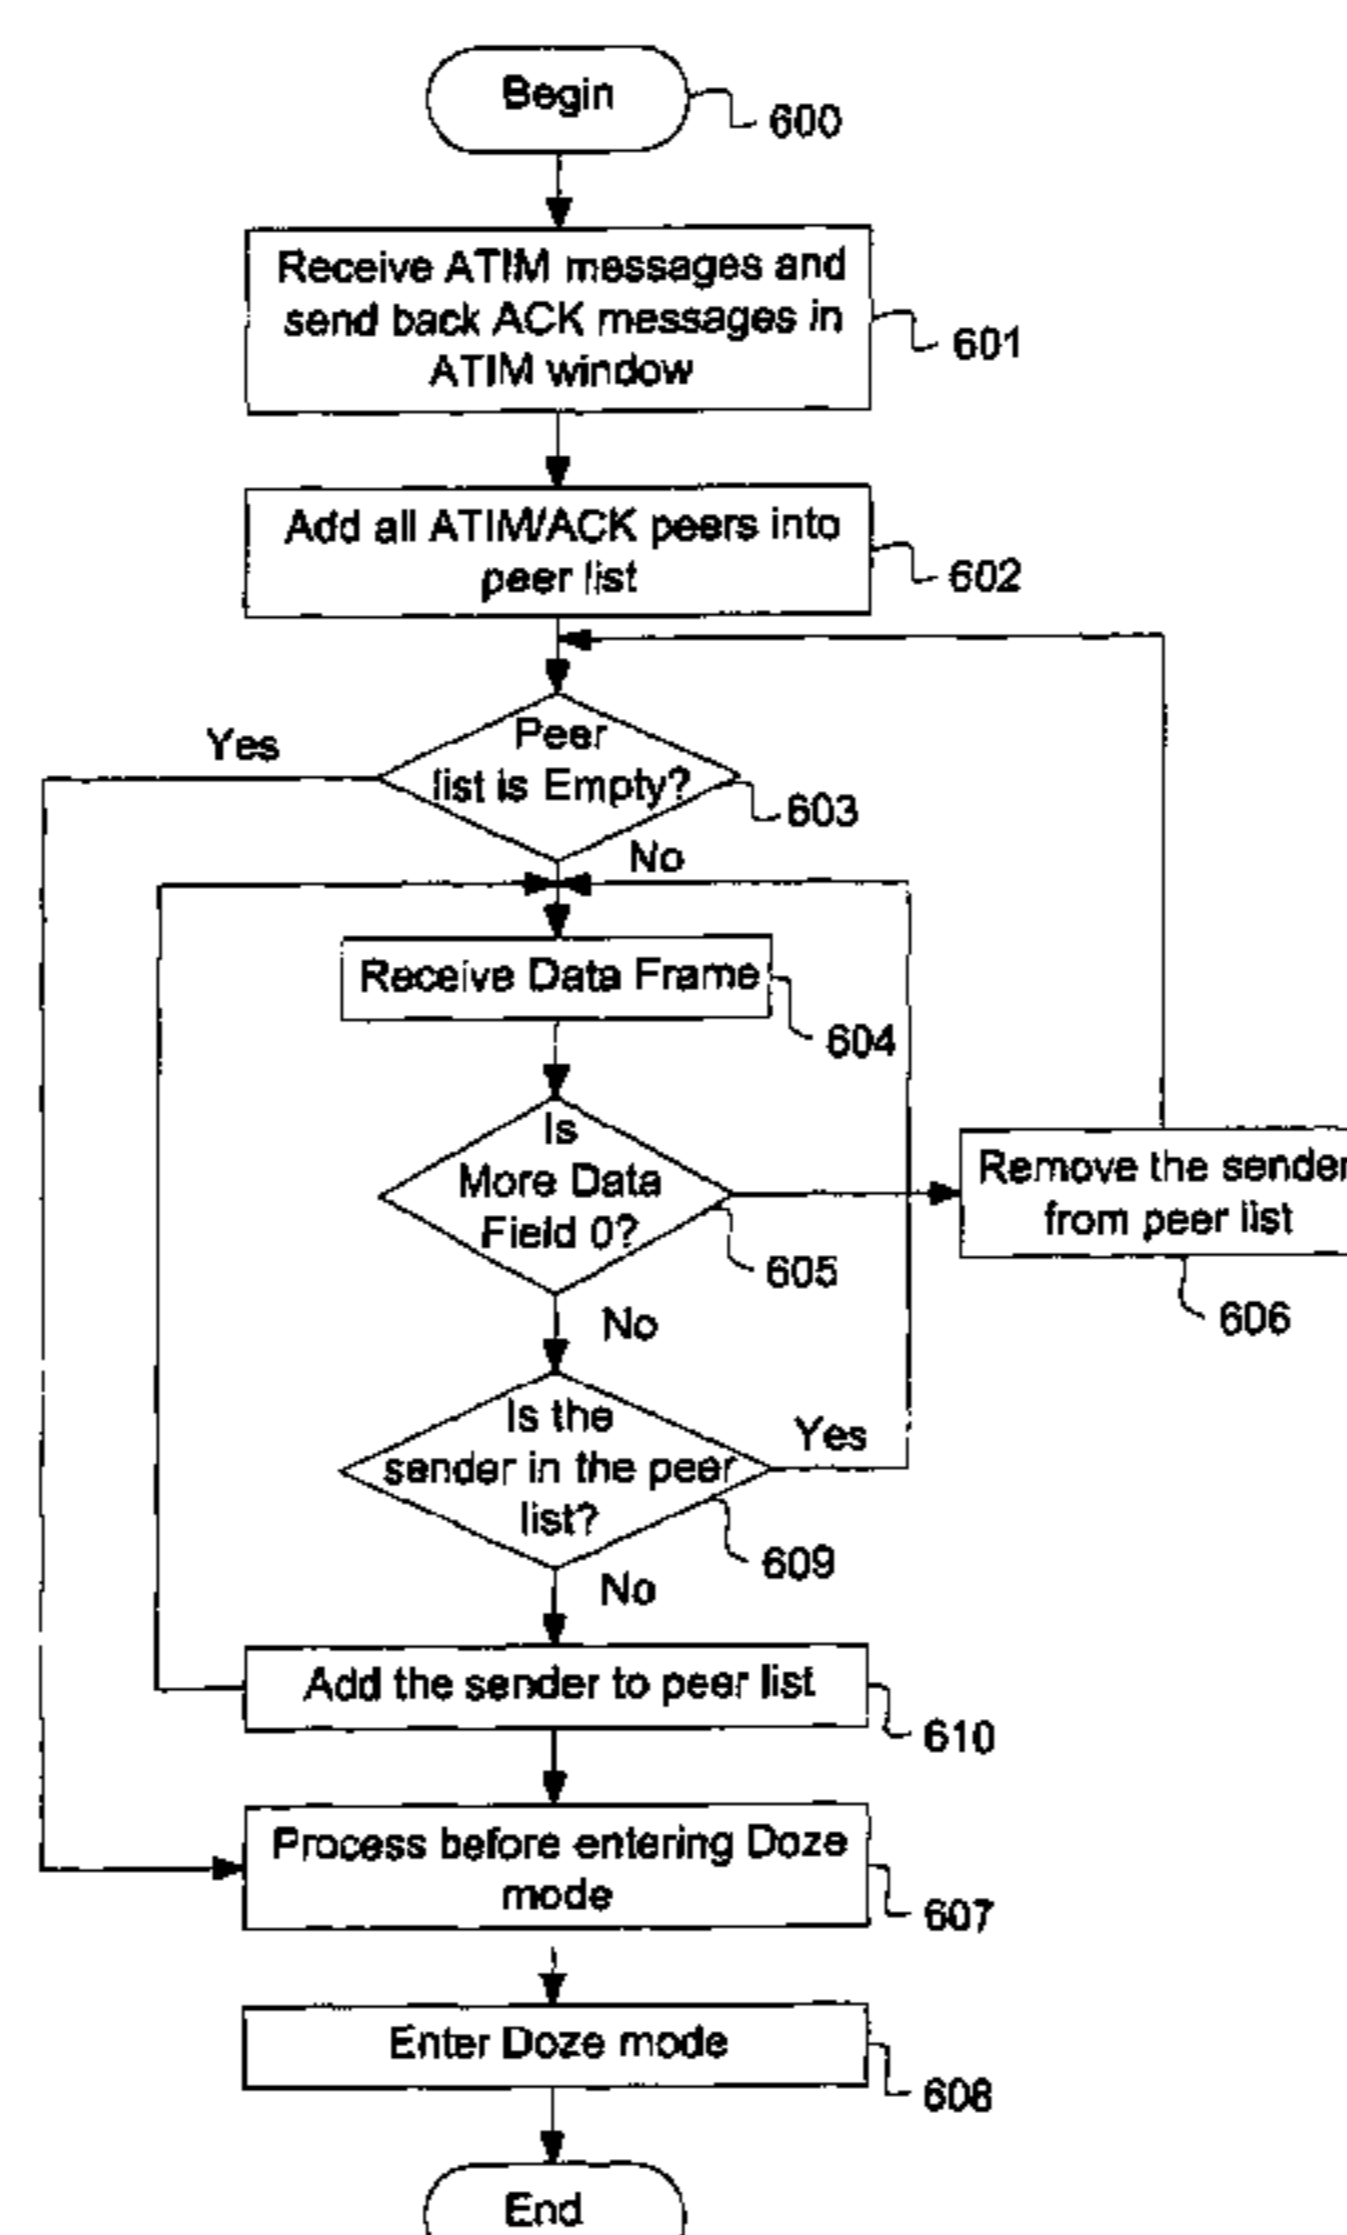 Begin
600
Receive ATIM messages and
send back ACK messages in
ATIM window
601
Add all ATIM/ACK peers into
peer list
602
Yes
Peer
list is Empty?
603
No
Receive Data Frame
604
Is
More Data
Field 0?
605
Remove the sender
from peer list
606
No
Is the
sender in the peer
list?
Yes
609
No
Add the sender to peer list
610
Process before entering Doze
mode
607
Enter Doze mode
608
End